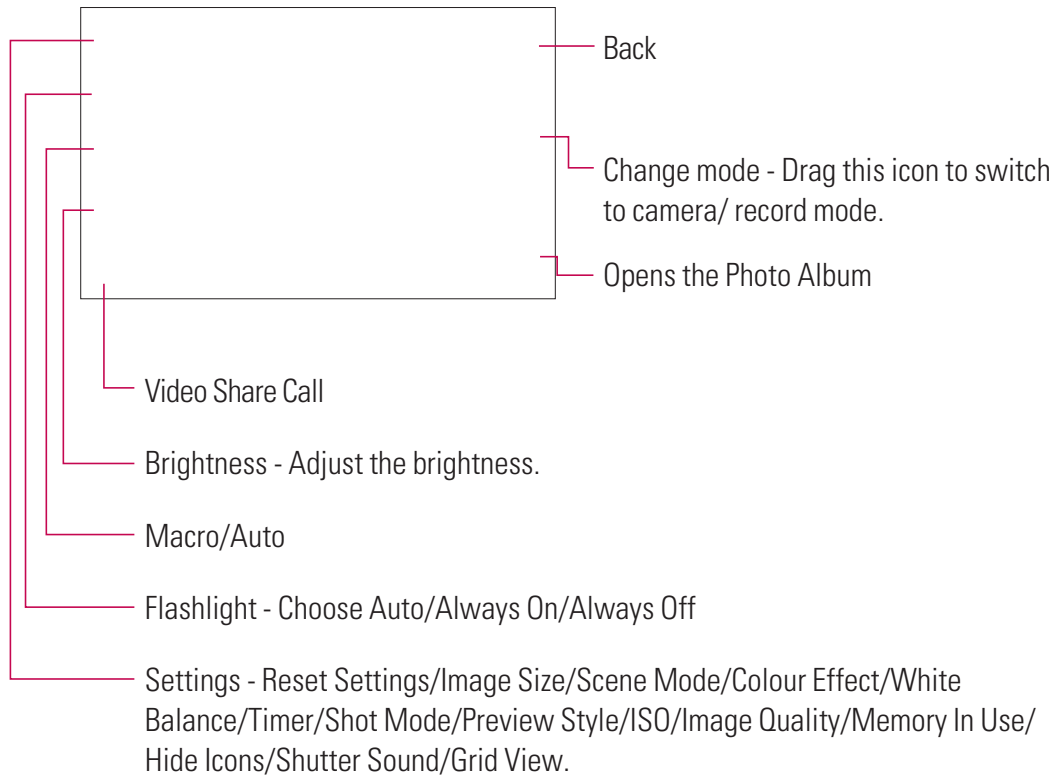 Back
Change mode - Drag this icon to switch
to camera/ record mode.
Opens the Photo Album
Video Share Call
Brightness - Adjust the brightness.
Macro/Auto
Flashlight - Choose Auto/Always On/Always Off
Settings - Reset Settings/Image Size/Scene Mode/Colour Effect/White
Balance/Timer/Shot Mode/Preview Style/ISO/Image Quality/Memory In Use/
Hide Icons/Shutter Sound/Grid View.